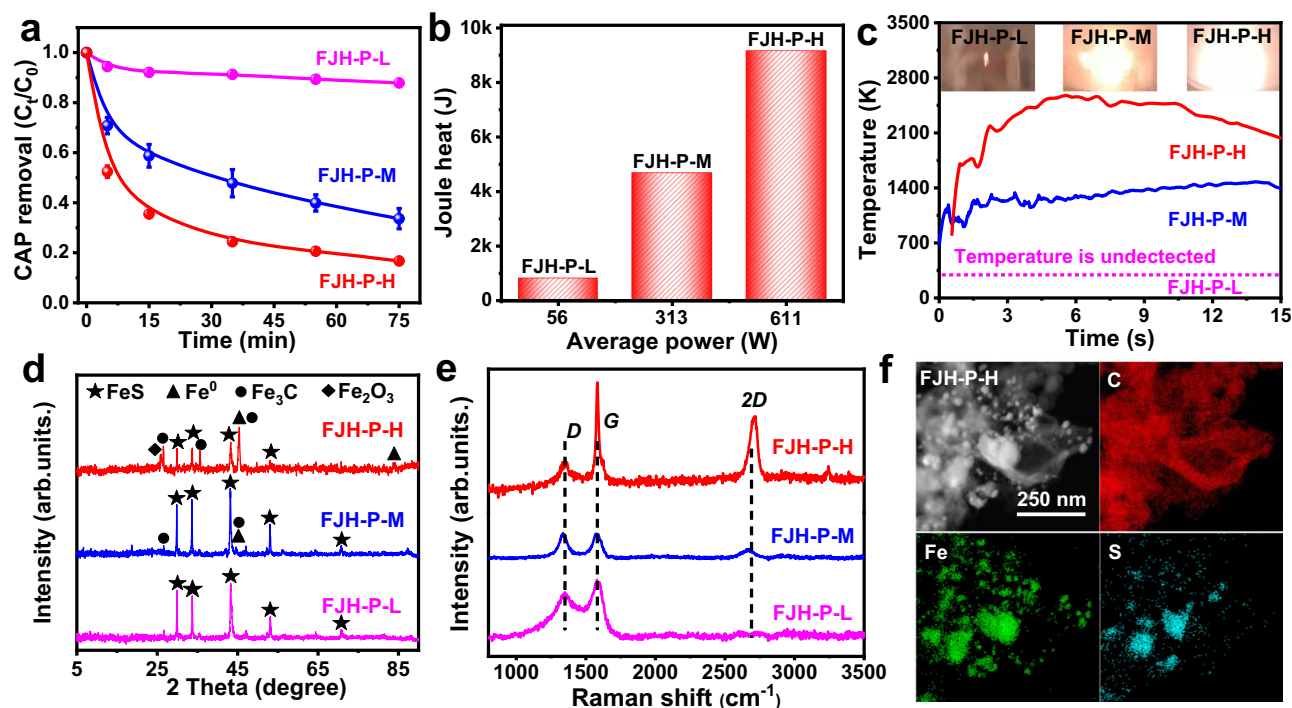 a
CAP removal (Cₜ/C₀)
1.0
0.8
0.6
0.4
0.2
0.0
FJH-P-L
FJH-P-M
FJH-P-H
0 15 35 45 75
Time (min)
b
Joule heat (J)
10k
8k
6k
4k
2k
0
FJH-P-L
FJH-P-M
FJH-P-H
56 313 611
Average power (W)
c
Temperature (K)
3500
2800
2100
1400
700
0
FJH-P-L FJH-P-M FJH-P-H
FJH-P-H
FJH-P-M
Temperature is undectected
FJH-P-L
0 3 6 9 12 15
Time (s)
d
Intensity (arb.units.)
★FeS ▲Fe⁰ ●Fe₃C ◆Fe₂O₃
FJH-P-H
FJH-P-M
FJH-P-L
5 25 45 65 85
2 Theta (degree)
e
Intensity (arb.units.)
D G 2D
FJH-P-H
FJH-P-M
FJH-P-L
1000 1500 2000 2500 3000 3500
Raman shift (cm⁻¹)
f
FJH-P-H
250 nm
C
Fe
S